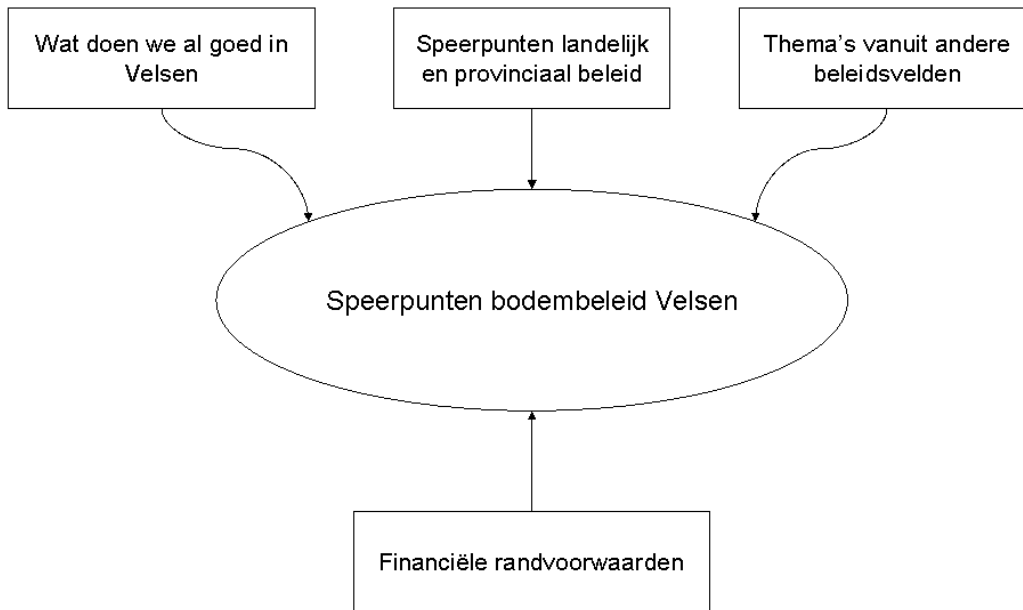 Wat doen we al goed in
Velsen
Speerpunten landelijk
en provinciaal beleid
Thema's vanuit andere
beleidsvelden
Speerpunten bodembeleid Velsen
Financiële randvoorwaarden